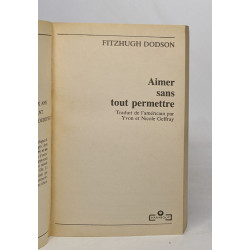 FITZHUGH DODSON
Aimer
sans
tout permettre
Traduit de l'américain par
Yvon et Nicole Geffray